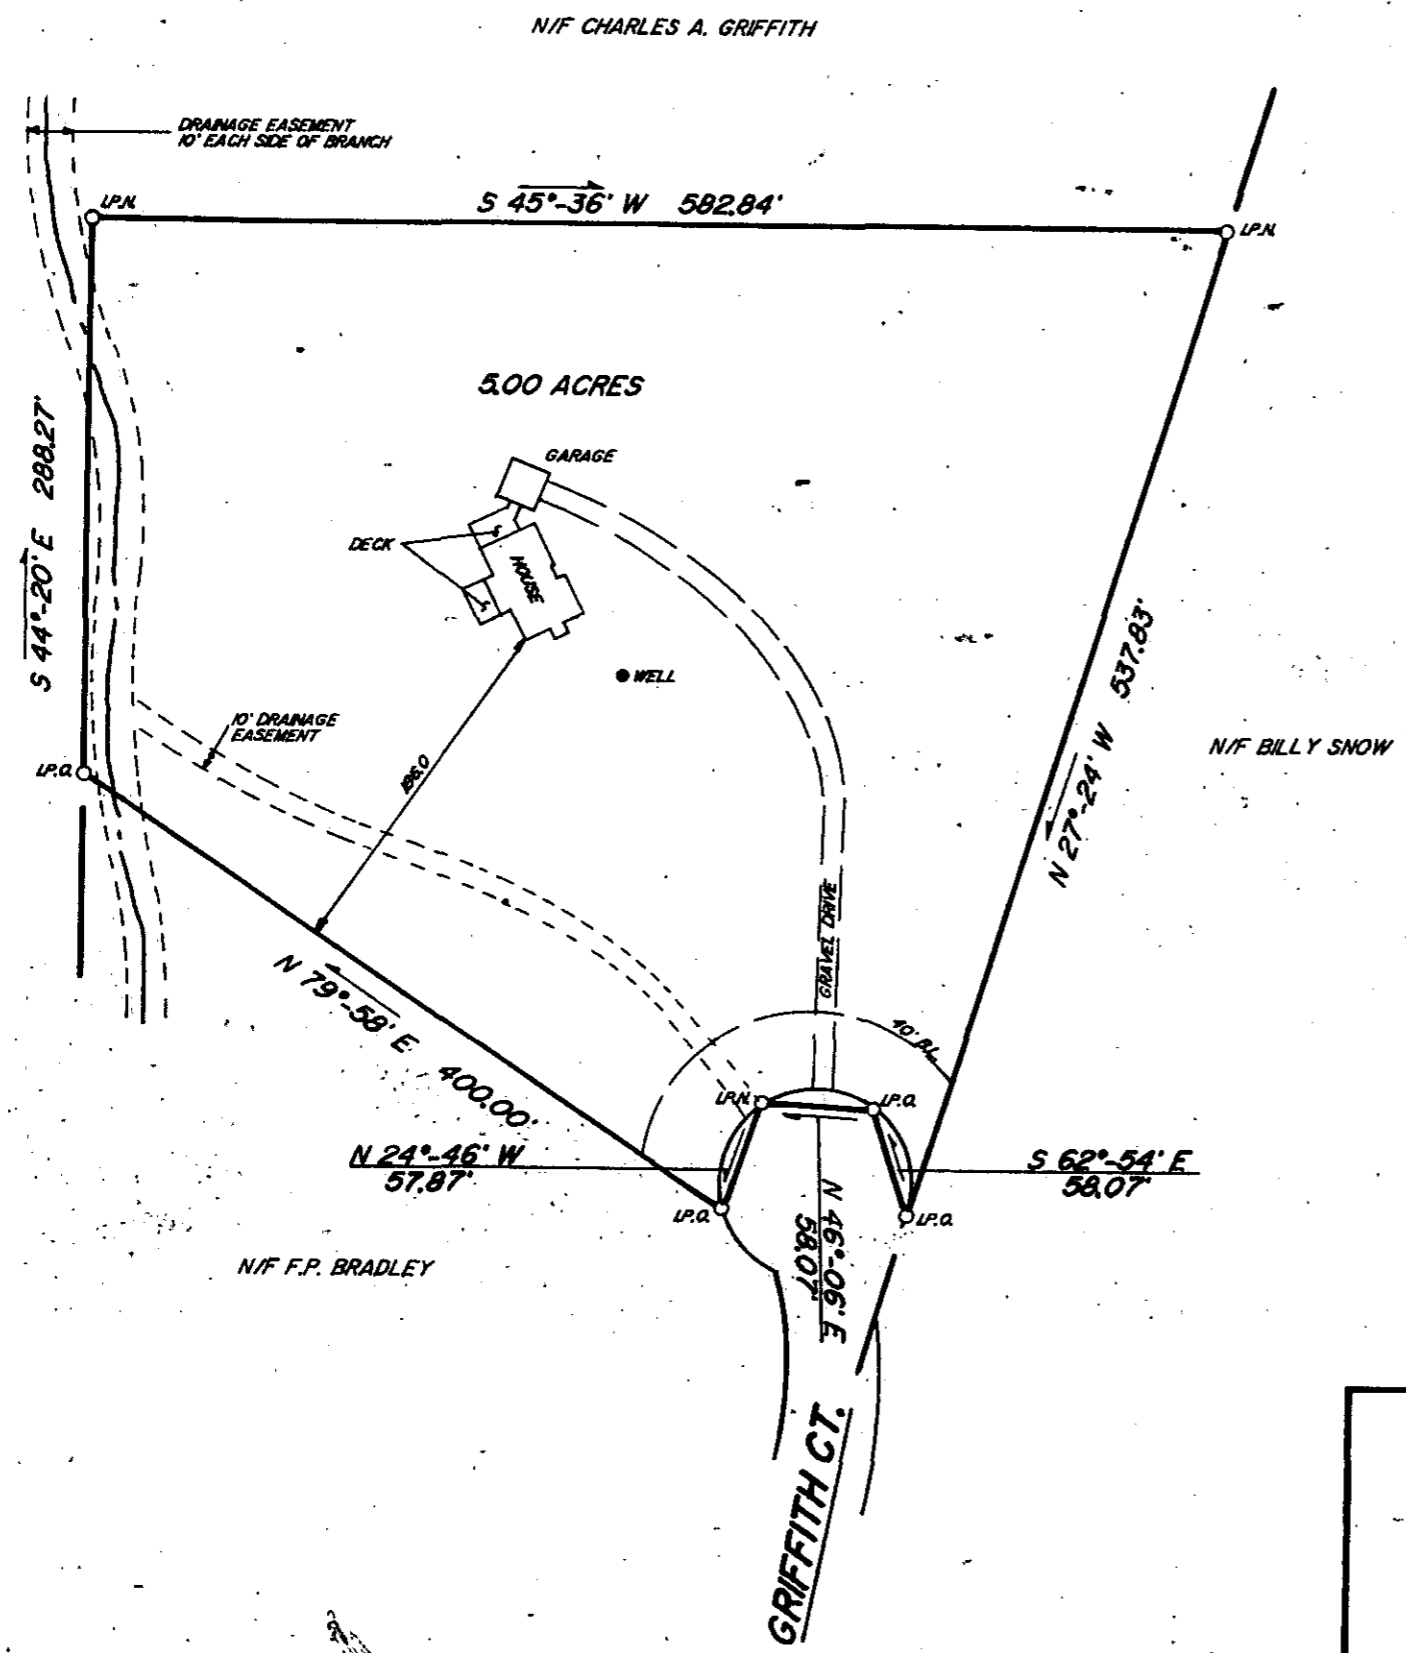 N/F CHARLES A. GRIFFITH
DRAINAGE EASEMENT
10' EACH SIDE OF BRANCH
I.P.N.
S 45°-36' W 582.84'
I.P.N.
5.00 ACRES
S 44°-20' E 288.27'
GARAGE
DECK
HOUSE
WELL
N 27°-24' W 537.83'
N/F BILLY SNOW
10' DRAINAGE
EASEMENT
I.P.O.
GRAVEL DRIVE
N 79°-58' E 400.00'
40' B.L.
I.P.N.
I.P.O.
N 24°-46' W
57.87'
S 62°-54' E
58.07'
I.P.O.
I.P.O.
N 46°-06' E
58.07'
N/F F.P. BRADLEY
GRIFFITH CT.